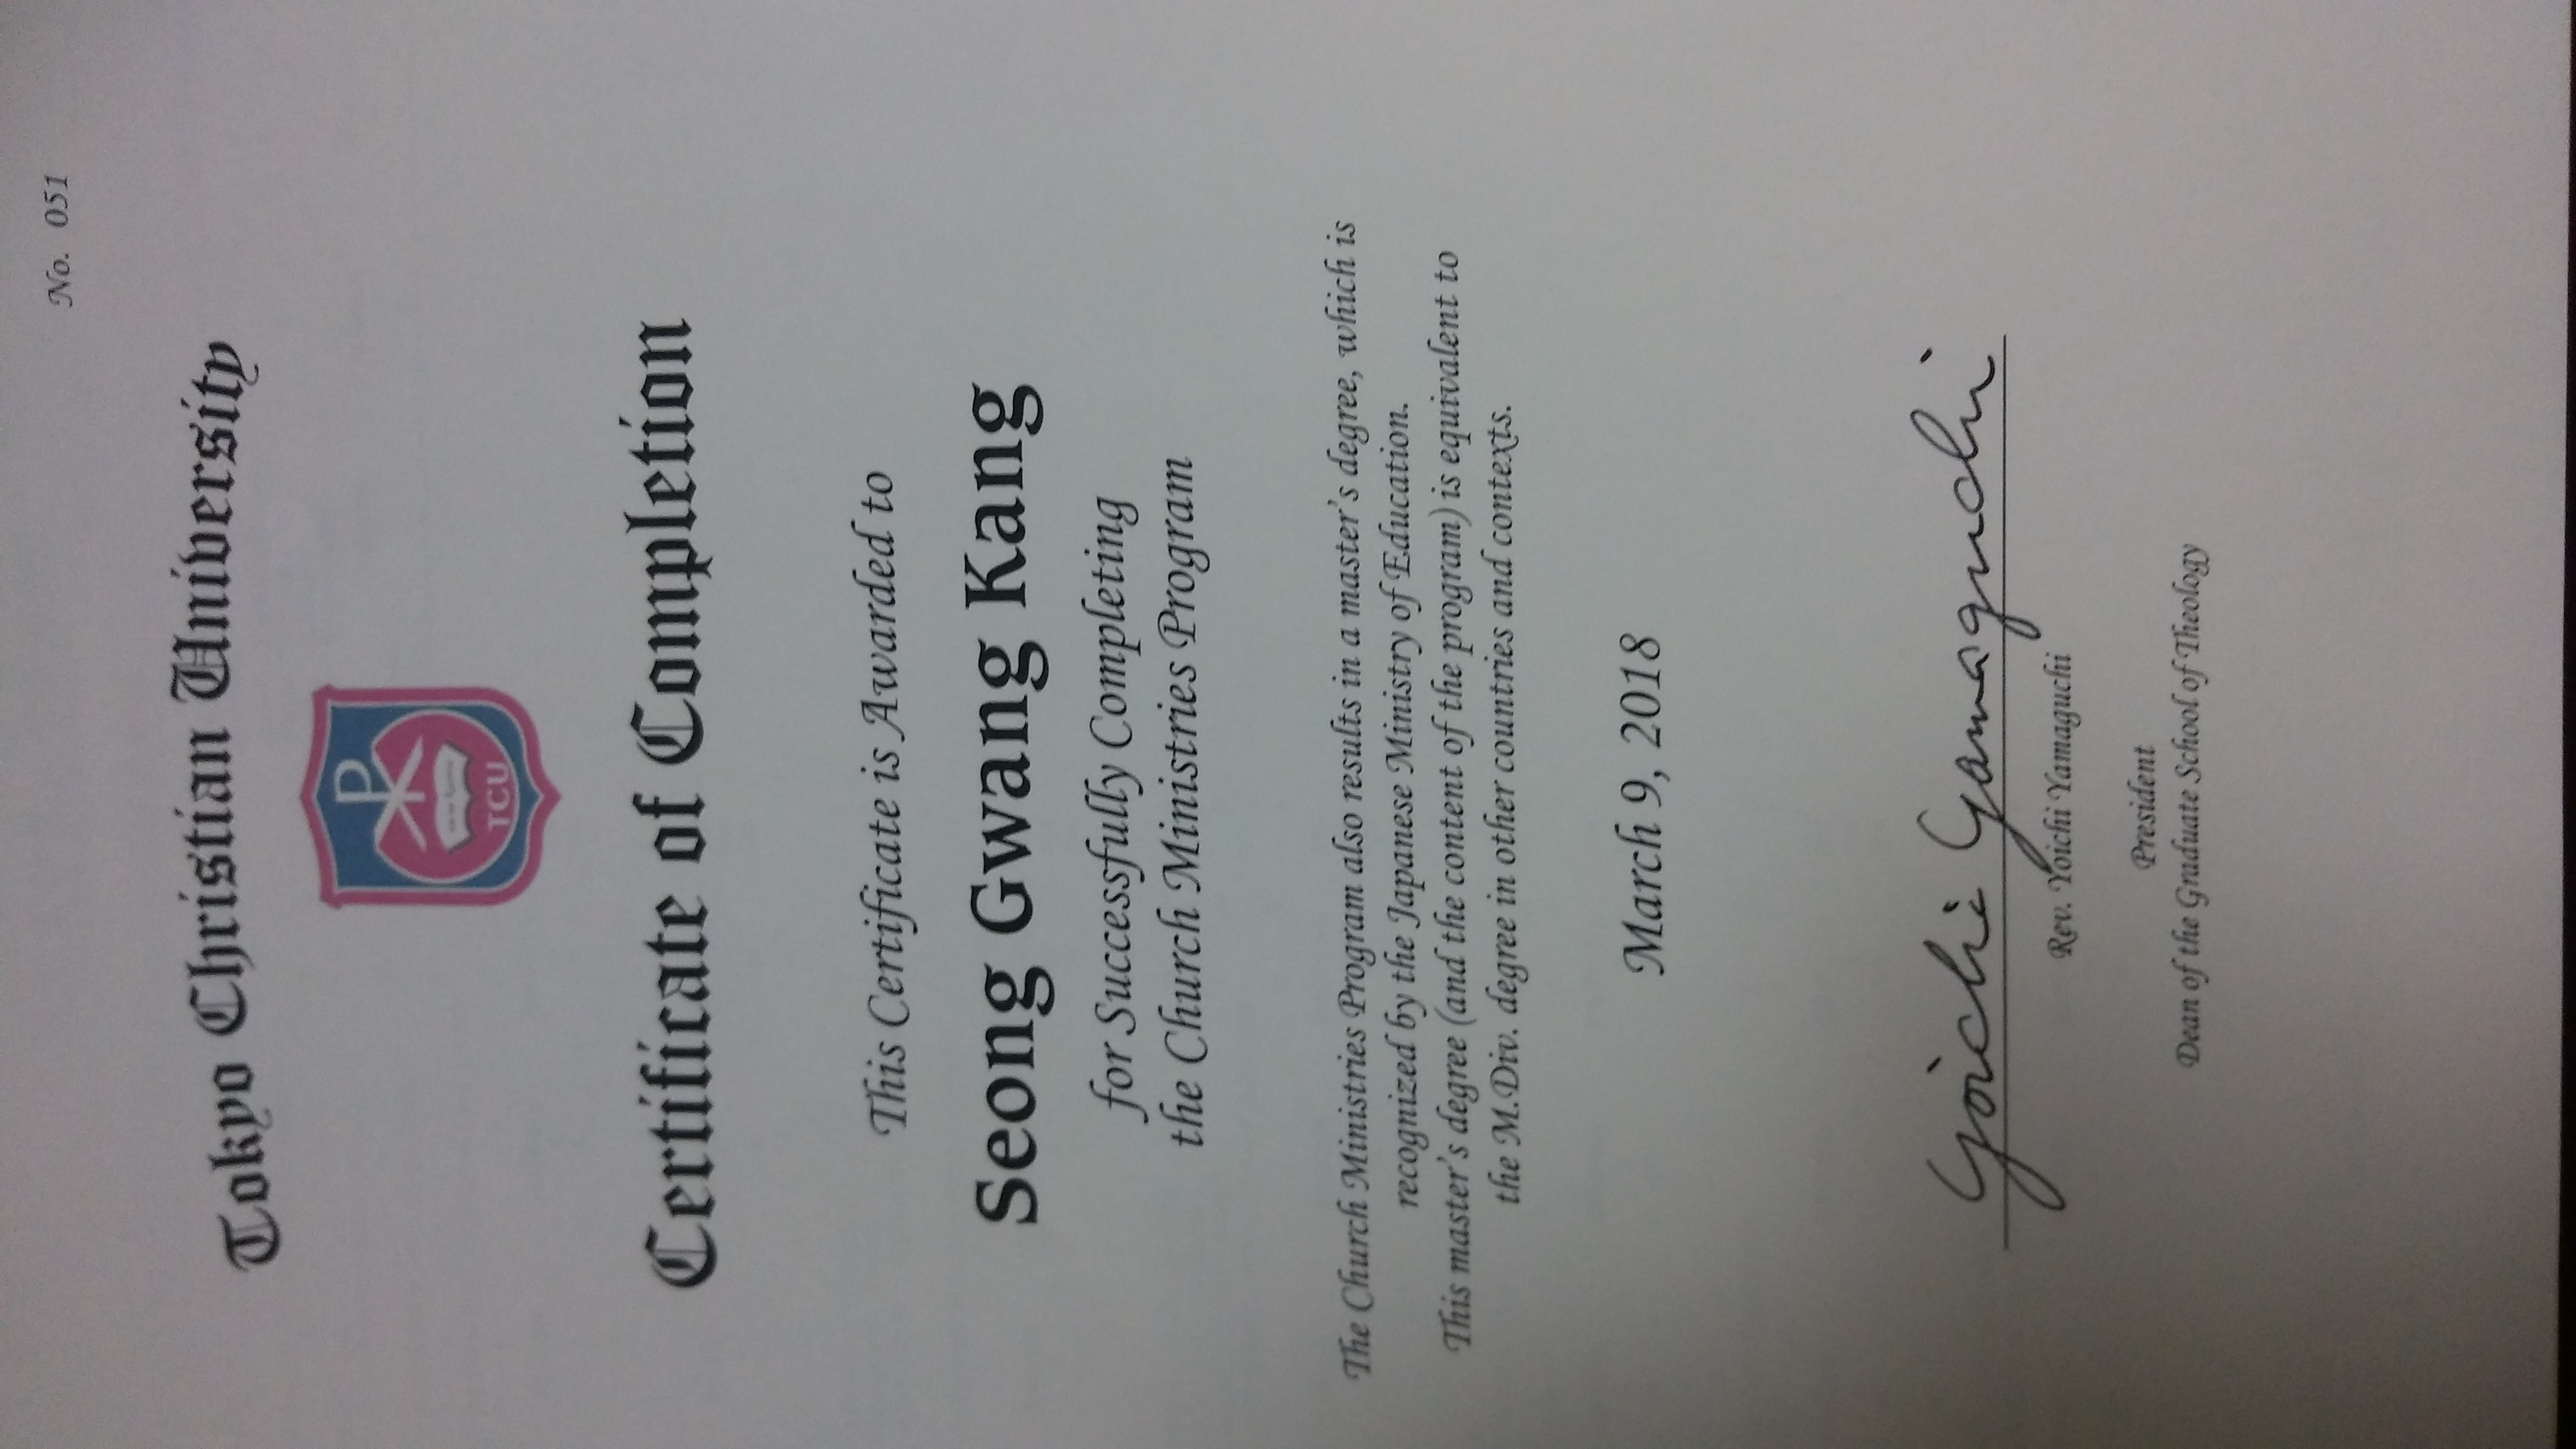 No. 051
Tokyo Christian University
P
TCU
Certificate of Completion
This Certificate is Awarded to
Seong Gwang Kang
for Successfully Completing
the Church Ministries Program
The Church Ministries Program also results in a master's degree, which is
recognized by the Japanese Ministry of Education.
This master's degree (and the content of the program) is equivalent to
the M.Div. degree in other countries and contexts.
March 9, 2018
Yoichi Yamaguchi
Rev. Yoichi Yamaguchi
President
Dean of the Graduate School of Theology